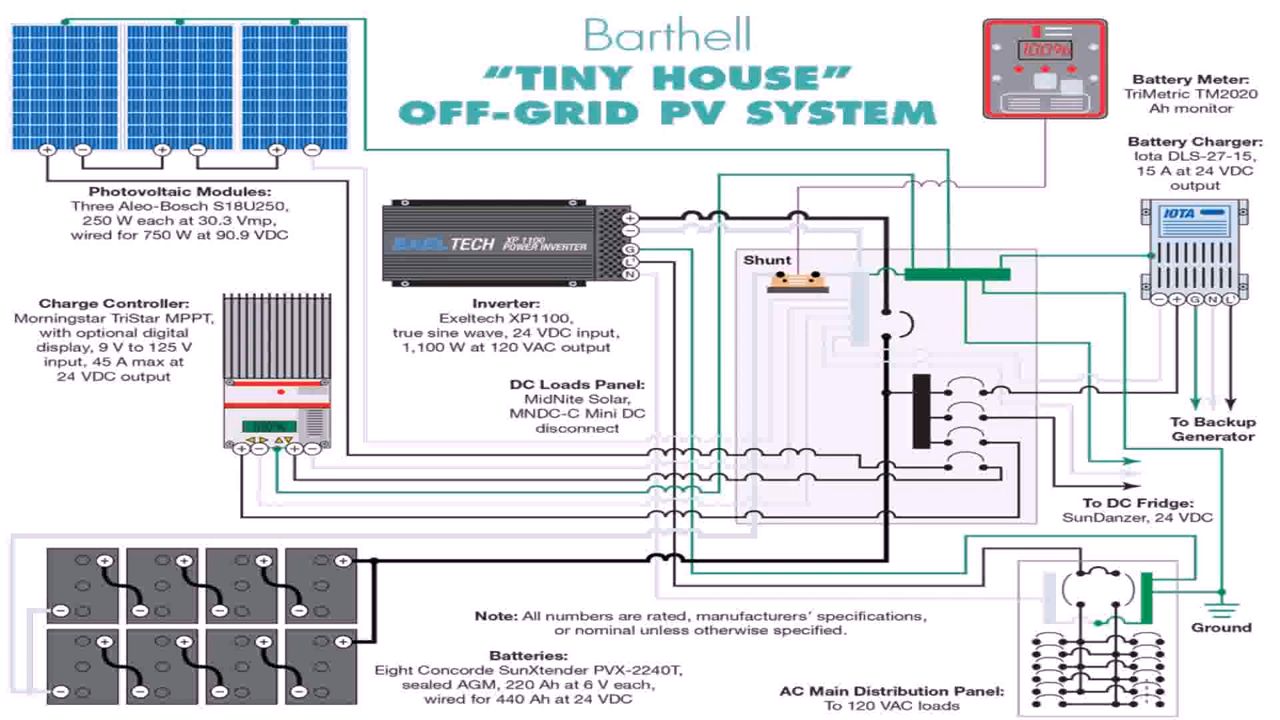 Barthell
“TINY HOUSE”
OFF-GRID PV SYSTEM
100%
Battery Meter:
TriMetric TM2020
Ah monitor
Battery Charger:
Iota DLS-27-15,
15 A at 24 VDC
output
IOTA
Photovoltaic Modules:
Three Aleo-Bosch S18U250,
250 W each at 30.3 Vmp,
wired for 750 W at 90.9 VDC
EXELTECH XP 1100
POWER INVERTER
+
−
G
L
N
Shunt
Inverter:
Exeltech XP1100,
true sine wave, 24 VDC input,
1,100 W at 120 VAC output
Charge Controller:
Morningstar TriStar MPPT,
with optional digital
display, 9 V to 125 V
input, 45 A max at
24 VDC output
DC Loads Panel:
MidNite Solar,
MNDC-C Mini DC
disconnect
− + G N L
To Backup
Generator
To DC Fridge:
SunDanzer, 24 VDC
Note: All numbers are rated, manufacturers’ specifications,
or nominal unless otherwise specified.
Ground
Batteries:
Eight Concorde SunXtender PVX-2240T,
sealed AGM, 220 Ah at 6 V each,
wired for 440 Ah at 24 VDC
AC Main Distribution Panel:
To 120 VAC loads